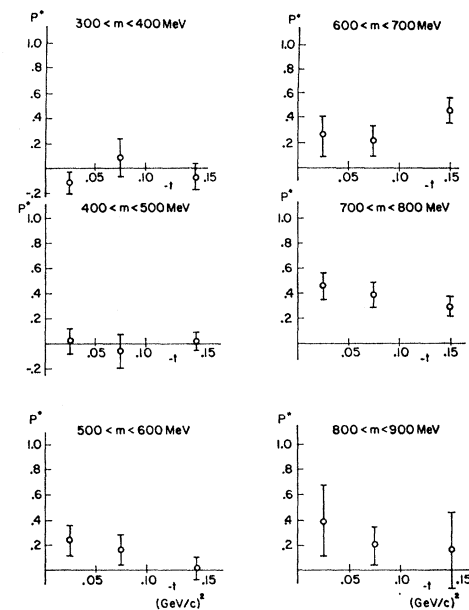 P*
300 < m < 400 MeV
1.0
.8
.6
.4
.2
-.2
.05
.10
.15
-t
P*
400 < m < 500 MeV
1.0
.8
.6
.4
.2
-.2
.05
.10
.15
-t
P*
500 < m < 600 MeV
1.0
.8
.6
.4
.2
.05
.10
.15
-t
(GeV/c)²
P*
600 < m < 700 MeV
1.0
.8
.6
.4
.2
.05
.10
.15
-t
P*
700 < m < 800 MeV
1.0
.8
.6
.4
.2
.05
.10
.15
-t
P*
800 < m < 900 MeV
1.0
.8
.6
.4
.2
.05
.10
.15
-t
(GeV/c)²